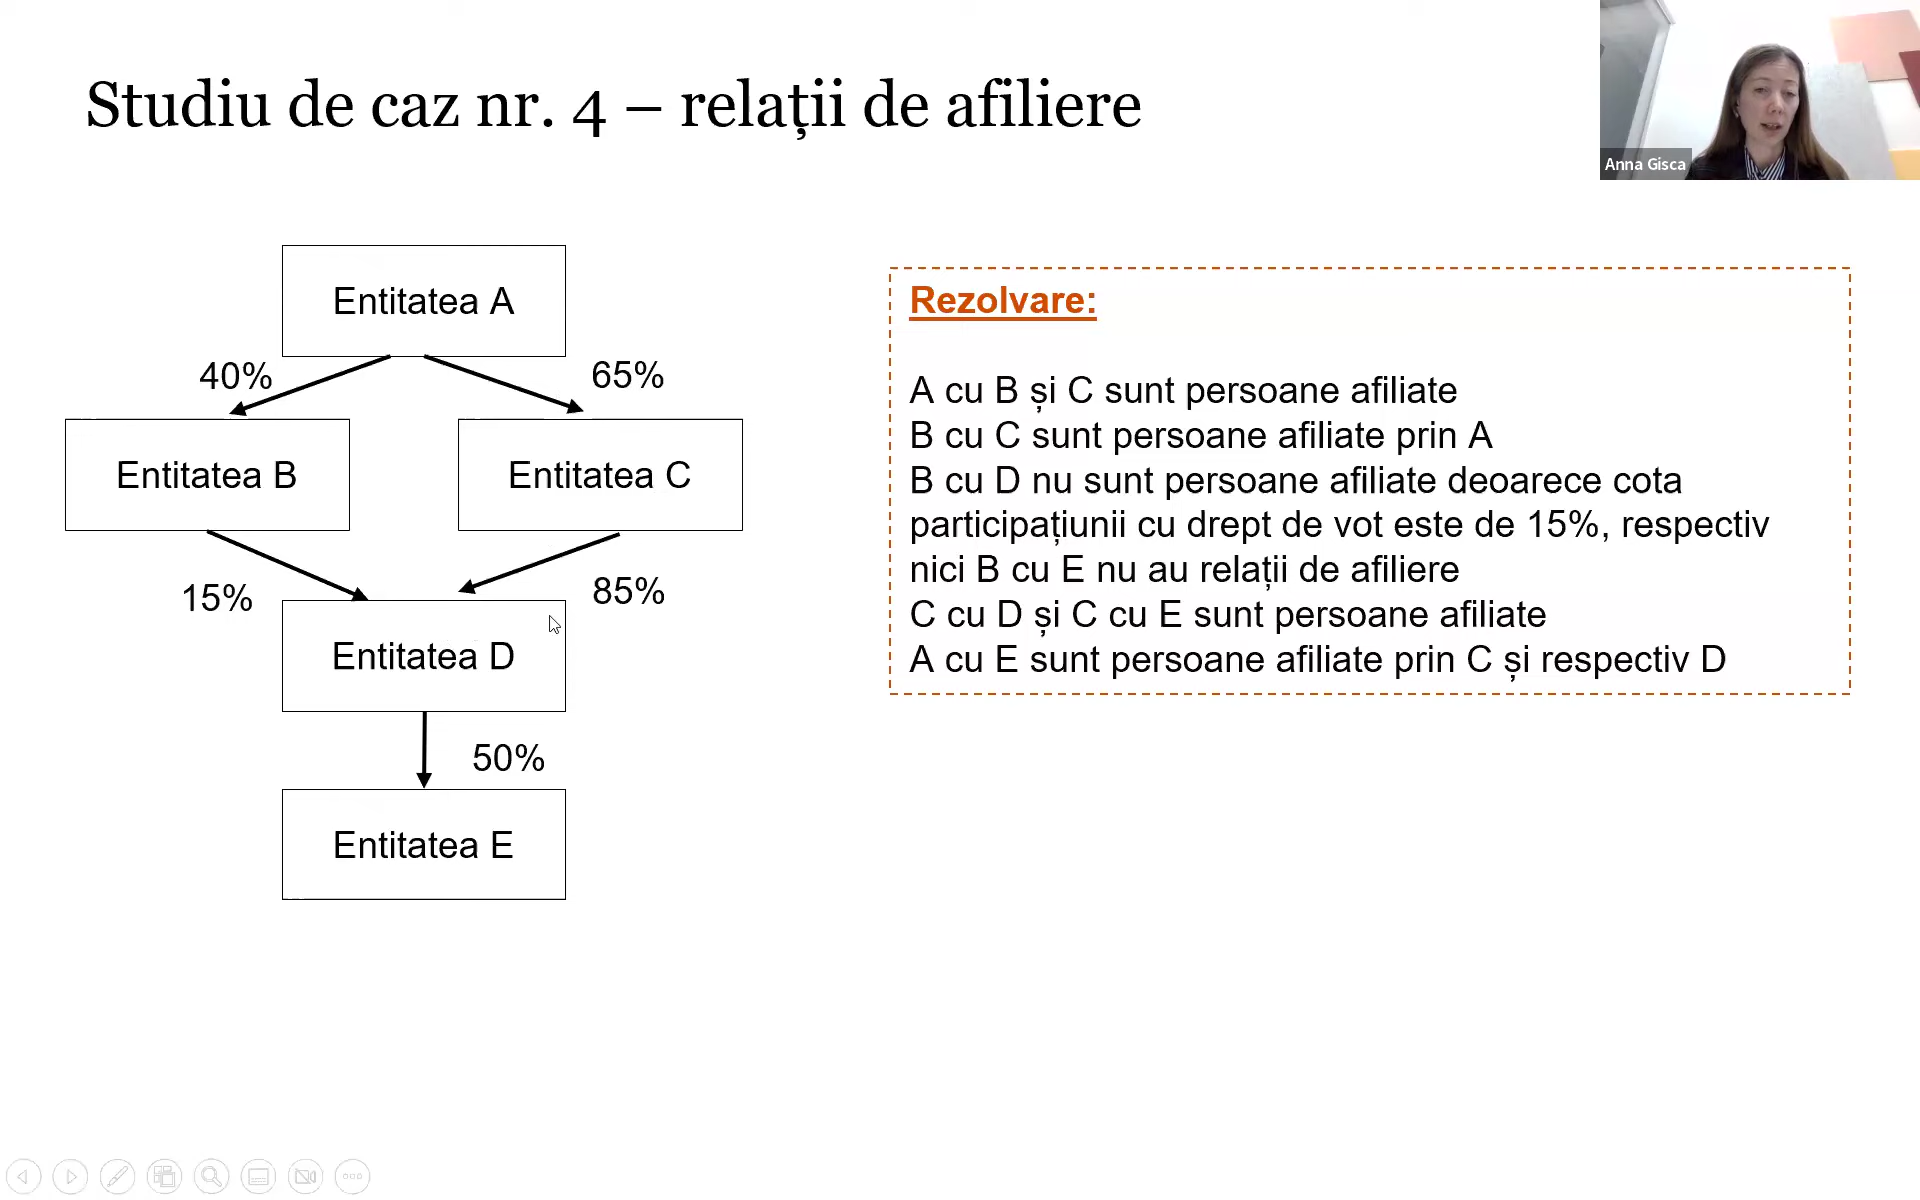 Studiu de caz nr. 4 – relații de afiliere
Anna Gisca
Entitatea A
40%
65%
Entitatea B
Entitatea C
15%
85%
Entitatea D
50%
Entitatea E
Rezolvare:
A cu B și C sunt persoane afiliate
B cu C sunt persoane afiliate prin A
B cu D nu sunt persoane afiliate deoarece cota
participațiunii cu drept de vot este de 15%, respectiv
nici B cu E nu au relații de afiliere
C cu D și C cu E sunt persoane afiliate
A cu E sunt persoane afiliate prin C și respectiv D